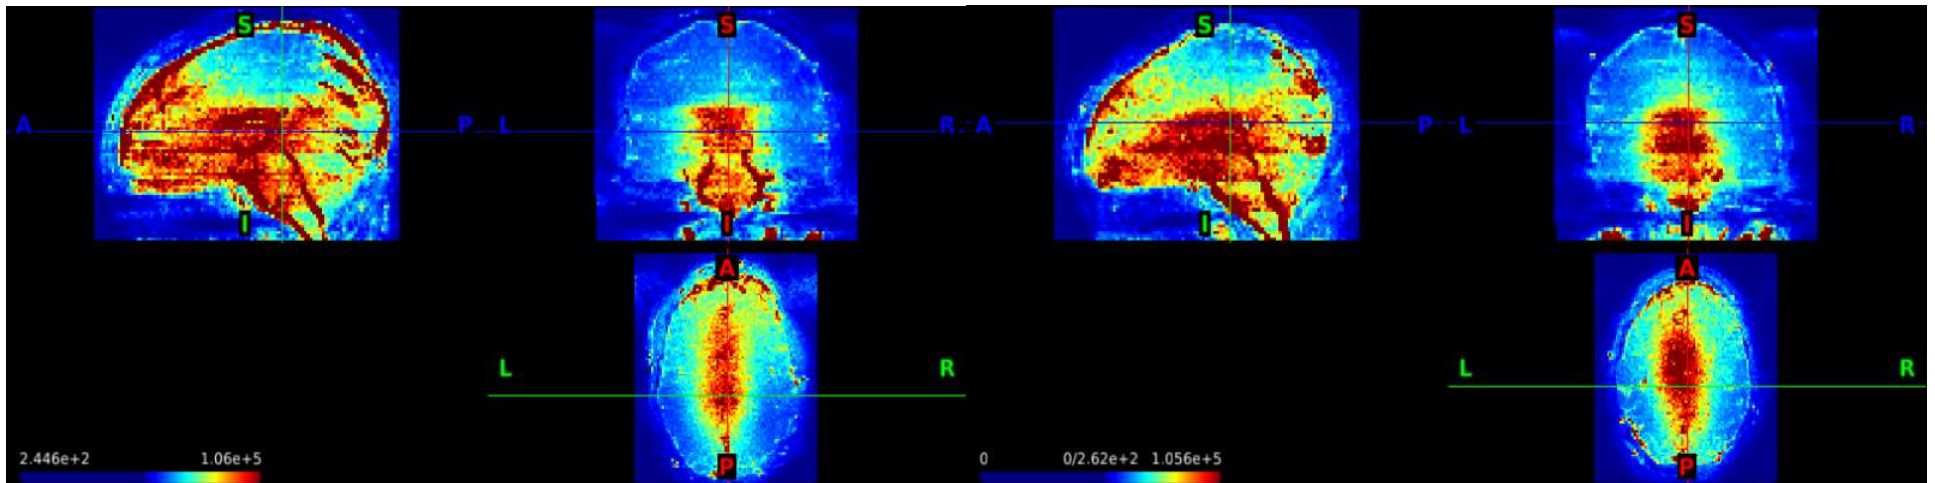 S S S S
A P L R A P L R
I I I I
A A
L R L R
2.446e+2 1.06e+5 0 0/2.62e+2 1.056e+5
P P